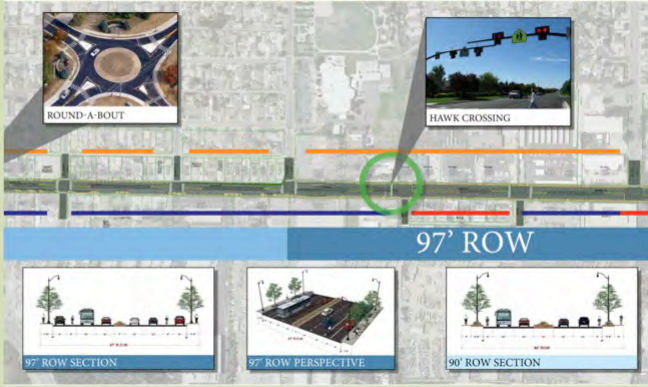 ROUND-A-BOUT
HAWK CROSSING
97' ROW
97' ROW SECTION
97' ROW PERSPECTIVE
90' ROW SECTION